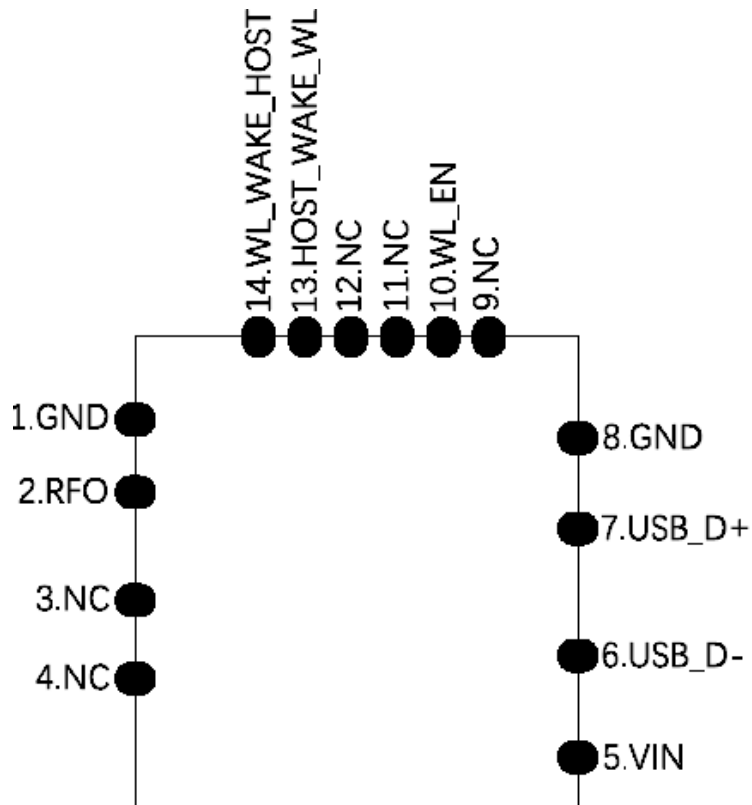 14.WL_WAKE_HOST
13.HOST_WAKE_WL
12.NC
11.NC
10.WL_EN
9.NC
1.GND
2.RFO
3.NC
4.NC
8.GND
7.USB_D+
6.USB_D-
5.VIN